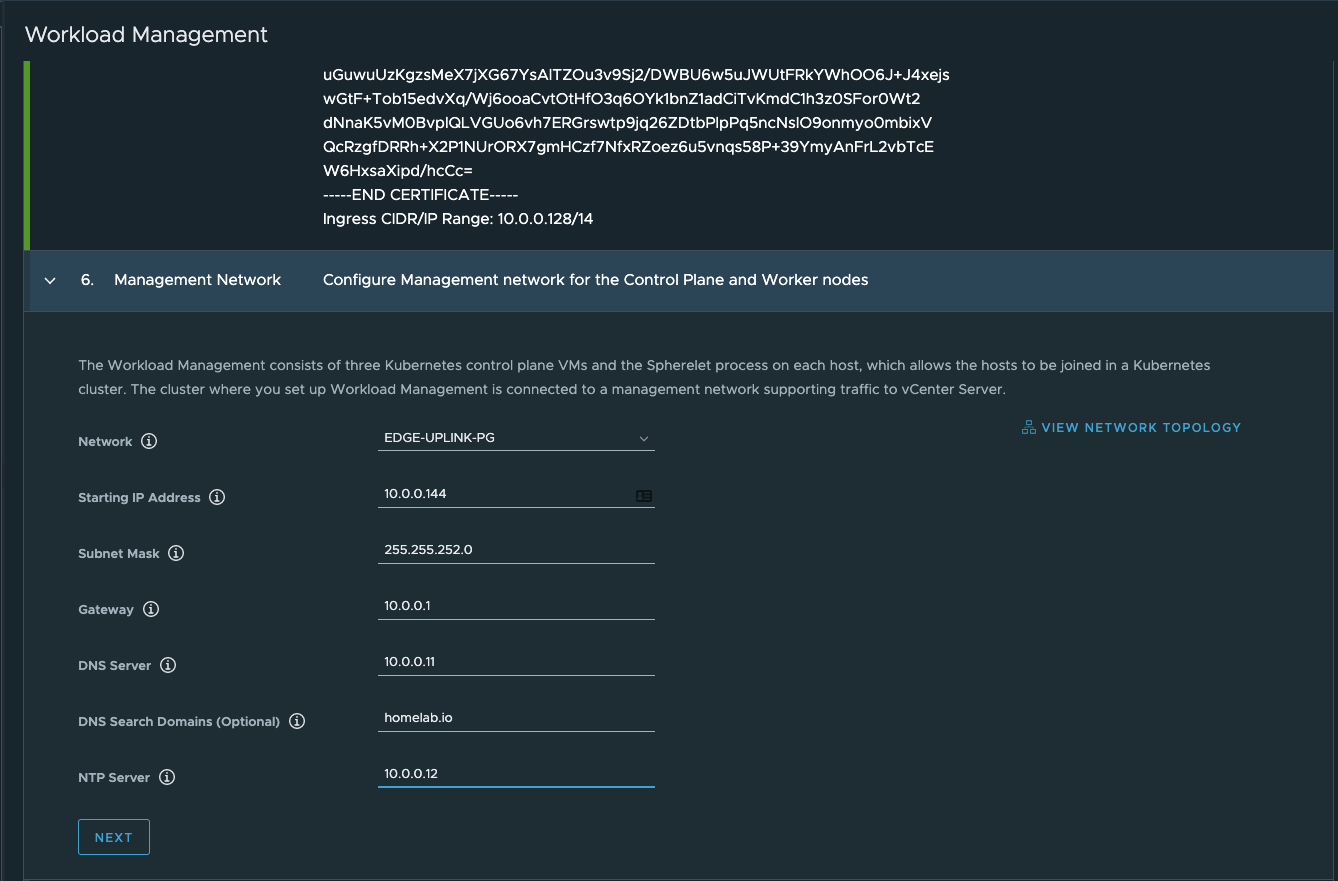 Workload Management
uGuwuUzKgzsMeX7jXG67YsAlTZOu3v9Sj2/DWBU6w5uJWUtFRkYWhOO6J+J4xejs
wGtF+Tob15edvXq/Wj6ooaCvtOtHfO3q6OYk1bnZ1adCiTvKmdC1h3z0SFor0Wt2
dNnaK5vM0BvplQLVGUo6vh7ERGrswtp9jq26ZDtbPlpPq5ncNslO9onmyo0mbixV
QcRzgfDRRh+X2P1NUrORX7gmHCzf7NfxRZoez6u5vnqs58P+39YmyAnFrL2vbTcE
W6HxsaXipd/hcCc=
-----END CERTIFICATE-----
Ingress CIDR/IP Range: 10.0.0.128/14
6. Management Network Configure Management network for the Control Plane and Worker nodes
The Workload Management consists of three Kubernetes control plane VMs and the Spherelet process on each host, which allows the hosts to be joined in a Kubernetes
cluster. The cluster where you set up Workload Management is connected to a management network supporting traffic to vCenter Server.
VIEW NETWORK TOPOLOGY
Network EDGE-UPLINK-PG
Starting IP Address 10.0.0.144
Subnet Mask 255.255.252.0
Gateway 10.0.0.1
DNS Server 10.0.0.11
DNS Search Domains (Optional) homelab.io
NTP Server 10.0.0.12
NEXT